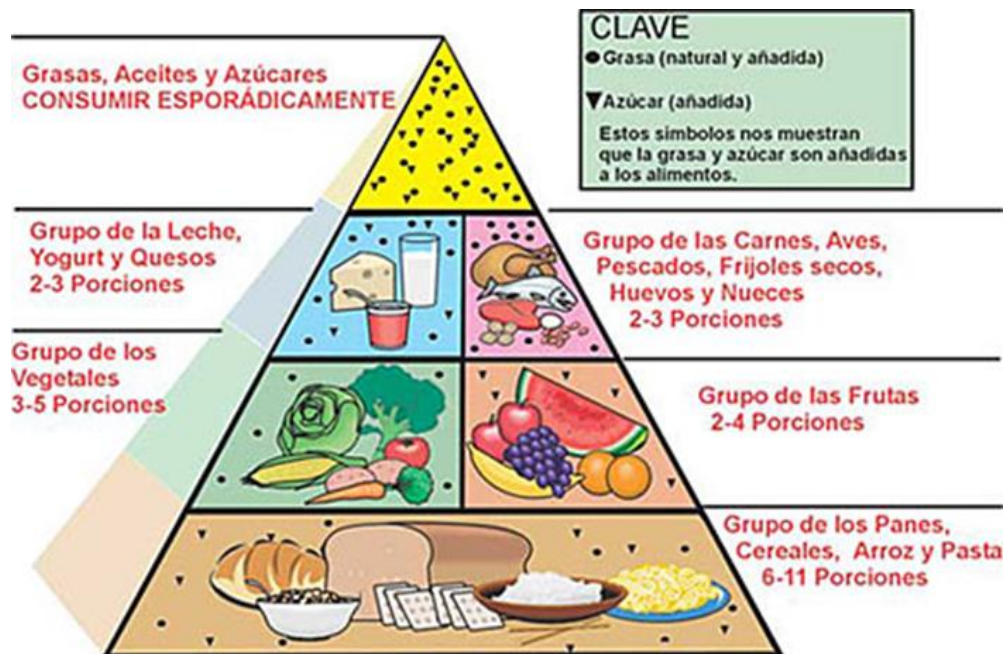 Grasas, Aceites y Azúcares
CONSUMIR ESPORÁDICAMENTE
CLAVE
Grasa (natural y añadida)
Azúcar (añadida)
Estos símbolos nos muestran
que la grasa y azúcar son añadidas
a los alimentos.
Grupo de la Leche,
Yogurt y Quesos
2-3 Porciones
Grupo de las Carnes, Aves,
Pescados, Frijoles secos,
Huevos y Nueces
2-3 Porciones
Grupo de los
Vegetales
3-5 Porciones
Grupo de las Frutas
2-4 Porciones
Grupo de los Panes,
Cereales, Arroz y Pasta
6-11 Porciones